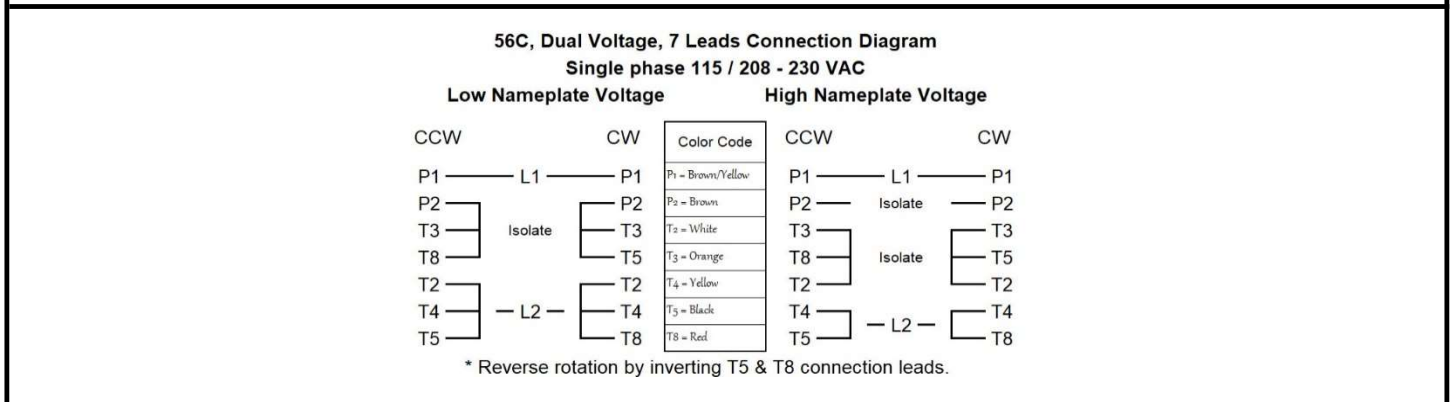 56C, Dual Voltage, 7 Leads Connection Diagram
Single phase 115 / 208 - 230 VAC
Low Nameplate Voltage High Nameplate Voltage
CCW CW Color Code CCW CW
P1 L1 P1 P1 = Brown/Yellow P1 L1 P1
P2 P2 P2 = Brown P2 Isolate P2
T3 Isolate T3 T2 = White T3 T3
T8 T5 T3 = Orange T8 Isolate T5
T2 T2 T4 = Yellow T2 T2
T4 L2 T4 T5 = Black T4 T4
T5 T8 T8 = Red T5 L2 T8
* Reverse rotation by inverting T5 & T8 connection leads.